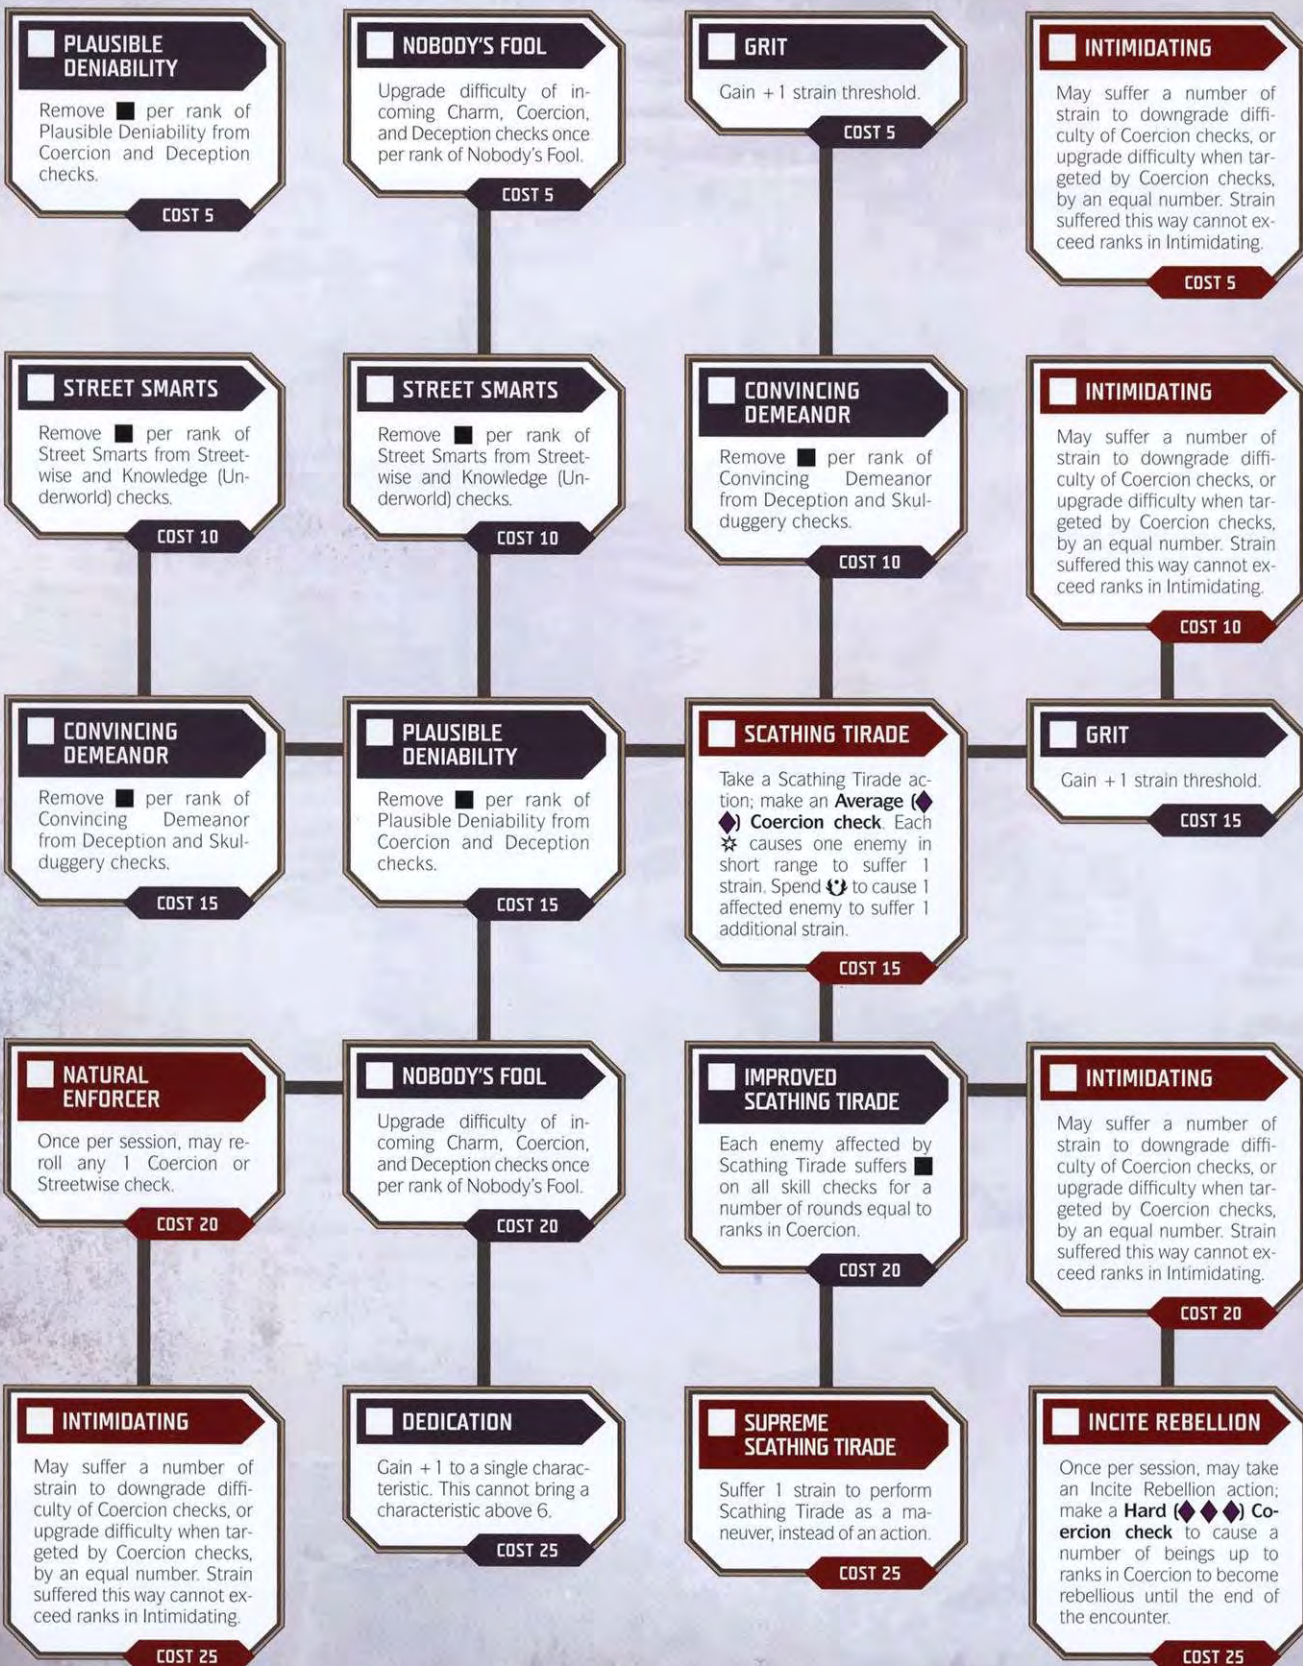 PLAUSIBLE
DENIABILITY
Remove ■ per rank of
Plausible Deniability from
Coercion and Deception
checks.
COST 5
NOBODY'S FOOL
Upgrade difficulty of in-
coming Charm, Coercion,
and Deception checks once
per rank of Nobody's Fool.
COST 5
GRIT
Gain +1 strain threshold.
COST 5
INTIMIDATING
May suffer a number of
strain to downgrade diffi-
culty of Coercion checks, or
upgrade difficulty when tar-
geted by Coercion checks,
by an equal number. Strain
suffered this way cannot ex-
ceed ranks in Intimidating.
COST 5
STREET SMARTS
Remove ■ per rank of
Street Smarts from Street-
wise and Knowledge (Un-
derworld) checks.
COST 10
STREET SMARTS
Remove ■ per rank of
Street Smarts from Street-
wise and Knowledge (Un-
derworld) checks.
COST 10
CONVINCING
DEMEANOR
Remove ■ per rank of
Convincing Demeanor
from Deception and Skul-
duggery checks.
COST 10
INTIMIDATING
May suffer a number of
strain to downgrade diffi-
culty of Coercion checks, or
upgrade difficulty when tar-
geted by Coercion checks,
by an equal number. Strain
suffered this way cannot ex-
ceed ranks in Intimidating.
COST 10
CONVINCING
DEMEANOR
Remove ■ per rank of
Convincing Demeanor
from Deception and Skul-
duggery checks.
COST 15
PLAUSIBLE
DENIABILITY
Remove ■ per rank of
Plausible Deniability from
Coercion and Deception
checks.
COST 15
SCATHING TIRADE
Take a Scathing Tirade ac-
tion; make an Average (◆
◆) Coercion check. Each
causes one enemy in
short range to suffer 1
strain. Spend to cause 1
affected enemy to suffer 1
additional strain.
COST 15
GRIT
Gain +1 strain threshold.
COST 15
NATURAL
ENFORCER
Once per session, may re-
roll any 1 Coercion or
Streetwise check.
COST 20
NOBODY'S FOOL
Upgrade difficulty of in-
coming Charm, Coercion,
and Deception checks once
per rank of Nobody's Fool.
COST 20
IMPROVED
SCATHING TIRADE
Each enemy affected by
Scathing Tirade suffers ■
on all skill checks for a
number of rounds equal to
ranks in Coercion.
COST 20
INTIMIDATING
May suffer a number of
strain to downgrade diffi-
culty of Coercion checks, or
upgrade difficulty when tar-
geted by Coercion checks,
by an equal number. Strain
suffered this way cannot ex-
ceed ranks in Intimidating.
COST 20
INTIMIDATING
May suffer a number of
strain to downgrade diffi-
culty of Coercion checks, or
upgrade difficulty when tar-
geted by Coercion checks,
by an equal number. Strain
suffered this way cannot ex-
ceed ranks in Intimidating.
COST 25
DEDICATION
Gain +1 to a single charac-
teristic. This cannot bring a
characteristic above 6.
COST 25
SUPREME
SCATHING TIRADE
Suffer 1 strain to perform
Scathing Tirade as a ma-
neuver, instead of an action.
COST 25
INCITE REBELLION
Once per session, may take
an Incite Rebellion action;
make a Hard (◆ ◆ ◆) Co-
ercion check to cause a
number of beings up to
ranks in Coercion to become
rebellious until the end of
the encounter.
COST 25